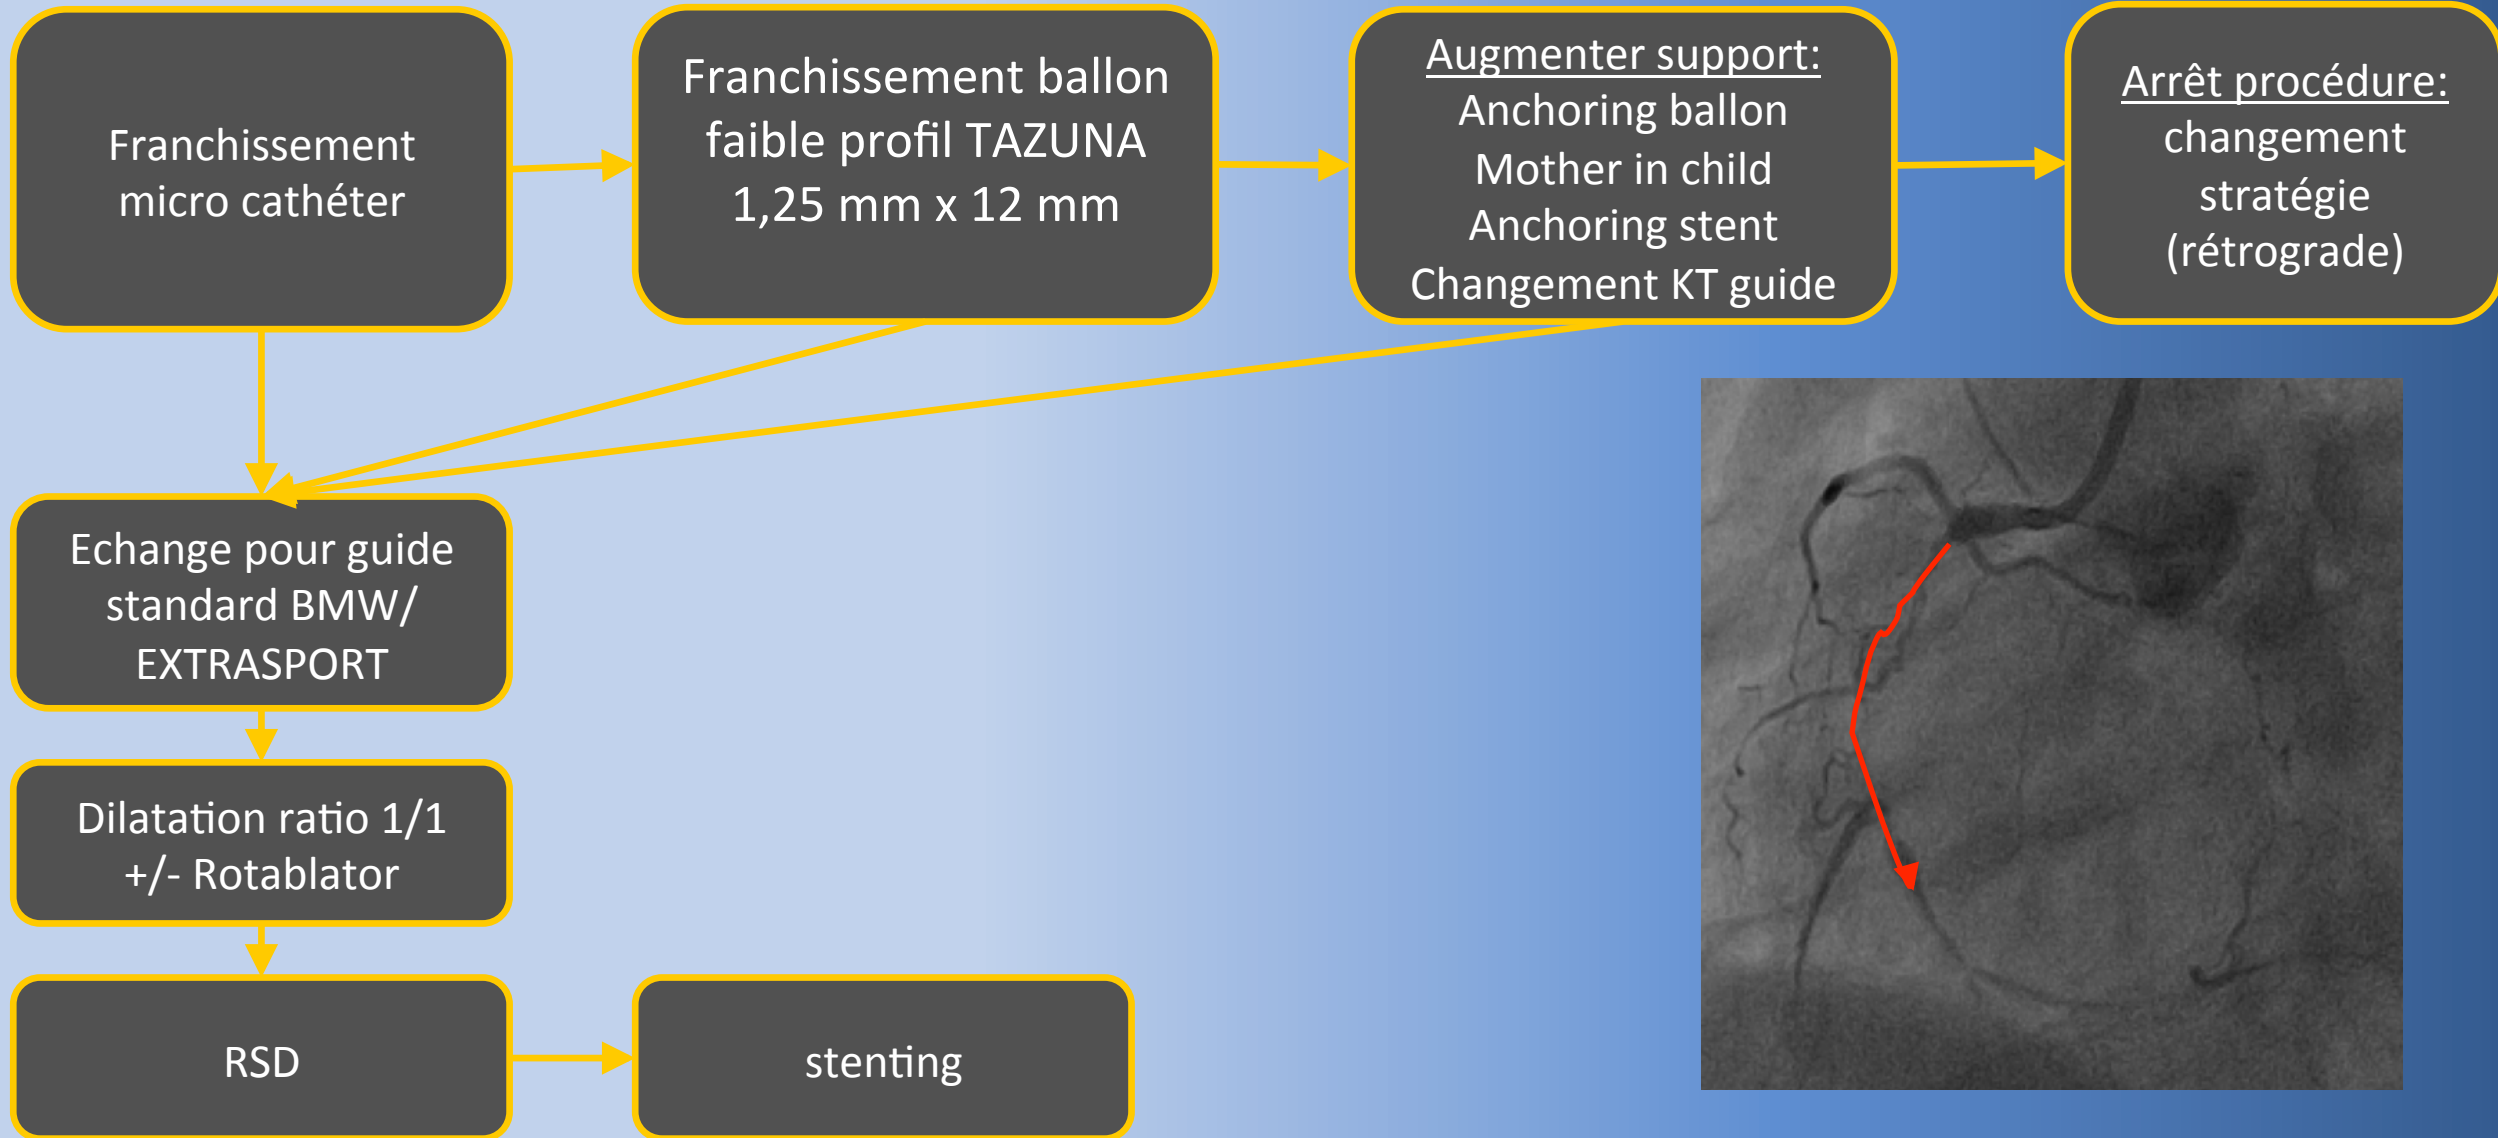 Franchissement
micro cathéter
Franchissement ballon
faible profil TAZUNA
1,25 mm x 12 mm
Augmenter support:
Anchoring ballon
Mother in child
Anchoring stent
Changement KT guide
Arrêt procédure:
changement
stratégie
(rétrograde)
Echange pour guide
standard BMW/
EXTRASPORT
Dilatation ratio 1/1
+/- Rotablator
RSD
stenting